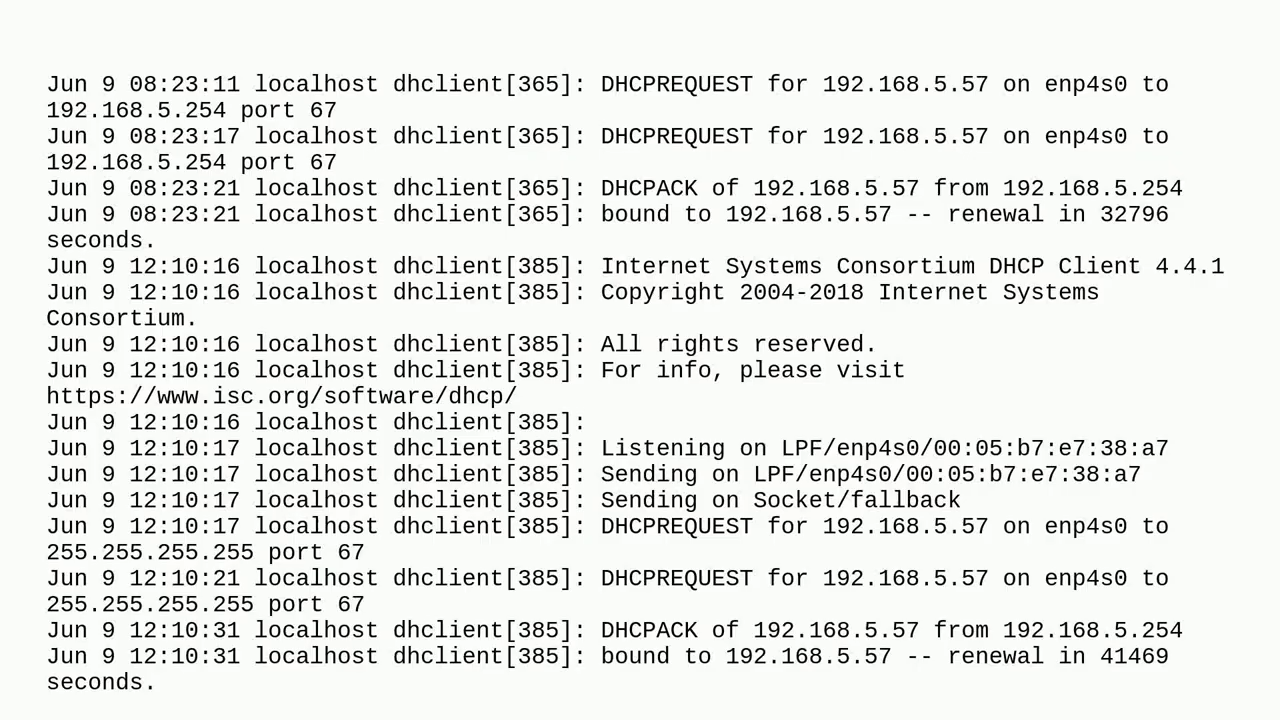 Jun 9 08:23:11 localhost dhclient[365]: DHCPREQUEST for 192.168.5.57 on enp4s0 to
192.168.5.254 port 67
Jun 9 08:23:17 localhost dhclient[365]: DHCPREQUEST for 192.168.5.57 on enp4s0 to
192.168.5.254 port 67
Jun 9 08:23:21 localhost dhclient[365]: DHCPACK of 192.168.5.57 from 192.168.5.254
Jun 9 08:23:21 localhost dhclient[365]: bound to 192.168.5.57 -- renewal in 32796
seconds.
Jun 9 12:10:16 localhost dhclient[385]: Internet Systems Consortium DHCP Client 4.4.1
Jun 9 12:10:16 localhost dhclient[385]: Copyright 2004-2018 Internet Systems
Consortium.
Jun 9 12:10:16 localhost dhclient[385]: All rights reserved.
Jun 9 12:10:16 localhost dhclient[385]: For info, please visit
https://www.isc.org/software/dhcp/
Jun 9 12:10:16 localhost dhclient[385]:
Jun 9 12:10:17 localhost dhclient[385]: Listening on LPF/enp4s0/00:05:b7:e7:38:a7
Jun 9 12:10:17 localhost dhclient[385]: Sending on LPF/enp4s0/00:05:b7:e7:38:a7
Jun 9 12:10:17 localhost dhclient[385]: Sending on Socket/fallback
Jun 9 12:10:17 localhost dhclient[385]: DHCPREQUEST for 192.168.5.57 on enp4s0 to
255.255.255.255 port 67
Jun 9 12:10:21 localhost dhclient[385]: DHCPREQUEST for 192.168.5.57 on enp4s0 to
255.255.255.255 port 67
Jun 9 12:10:31 localhost dhclient[385]: DHCPACK of 192.168.5.57 from 192.168.5.254
Jun 9 12:10:31 localhost dhclient[385]: bound to 192.168.5.57 -- renewal in 41469
seconds.